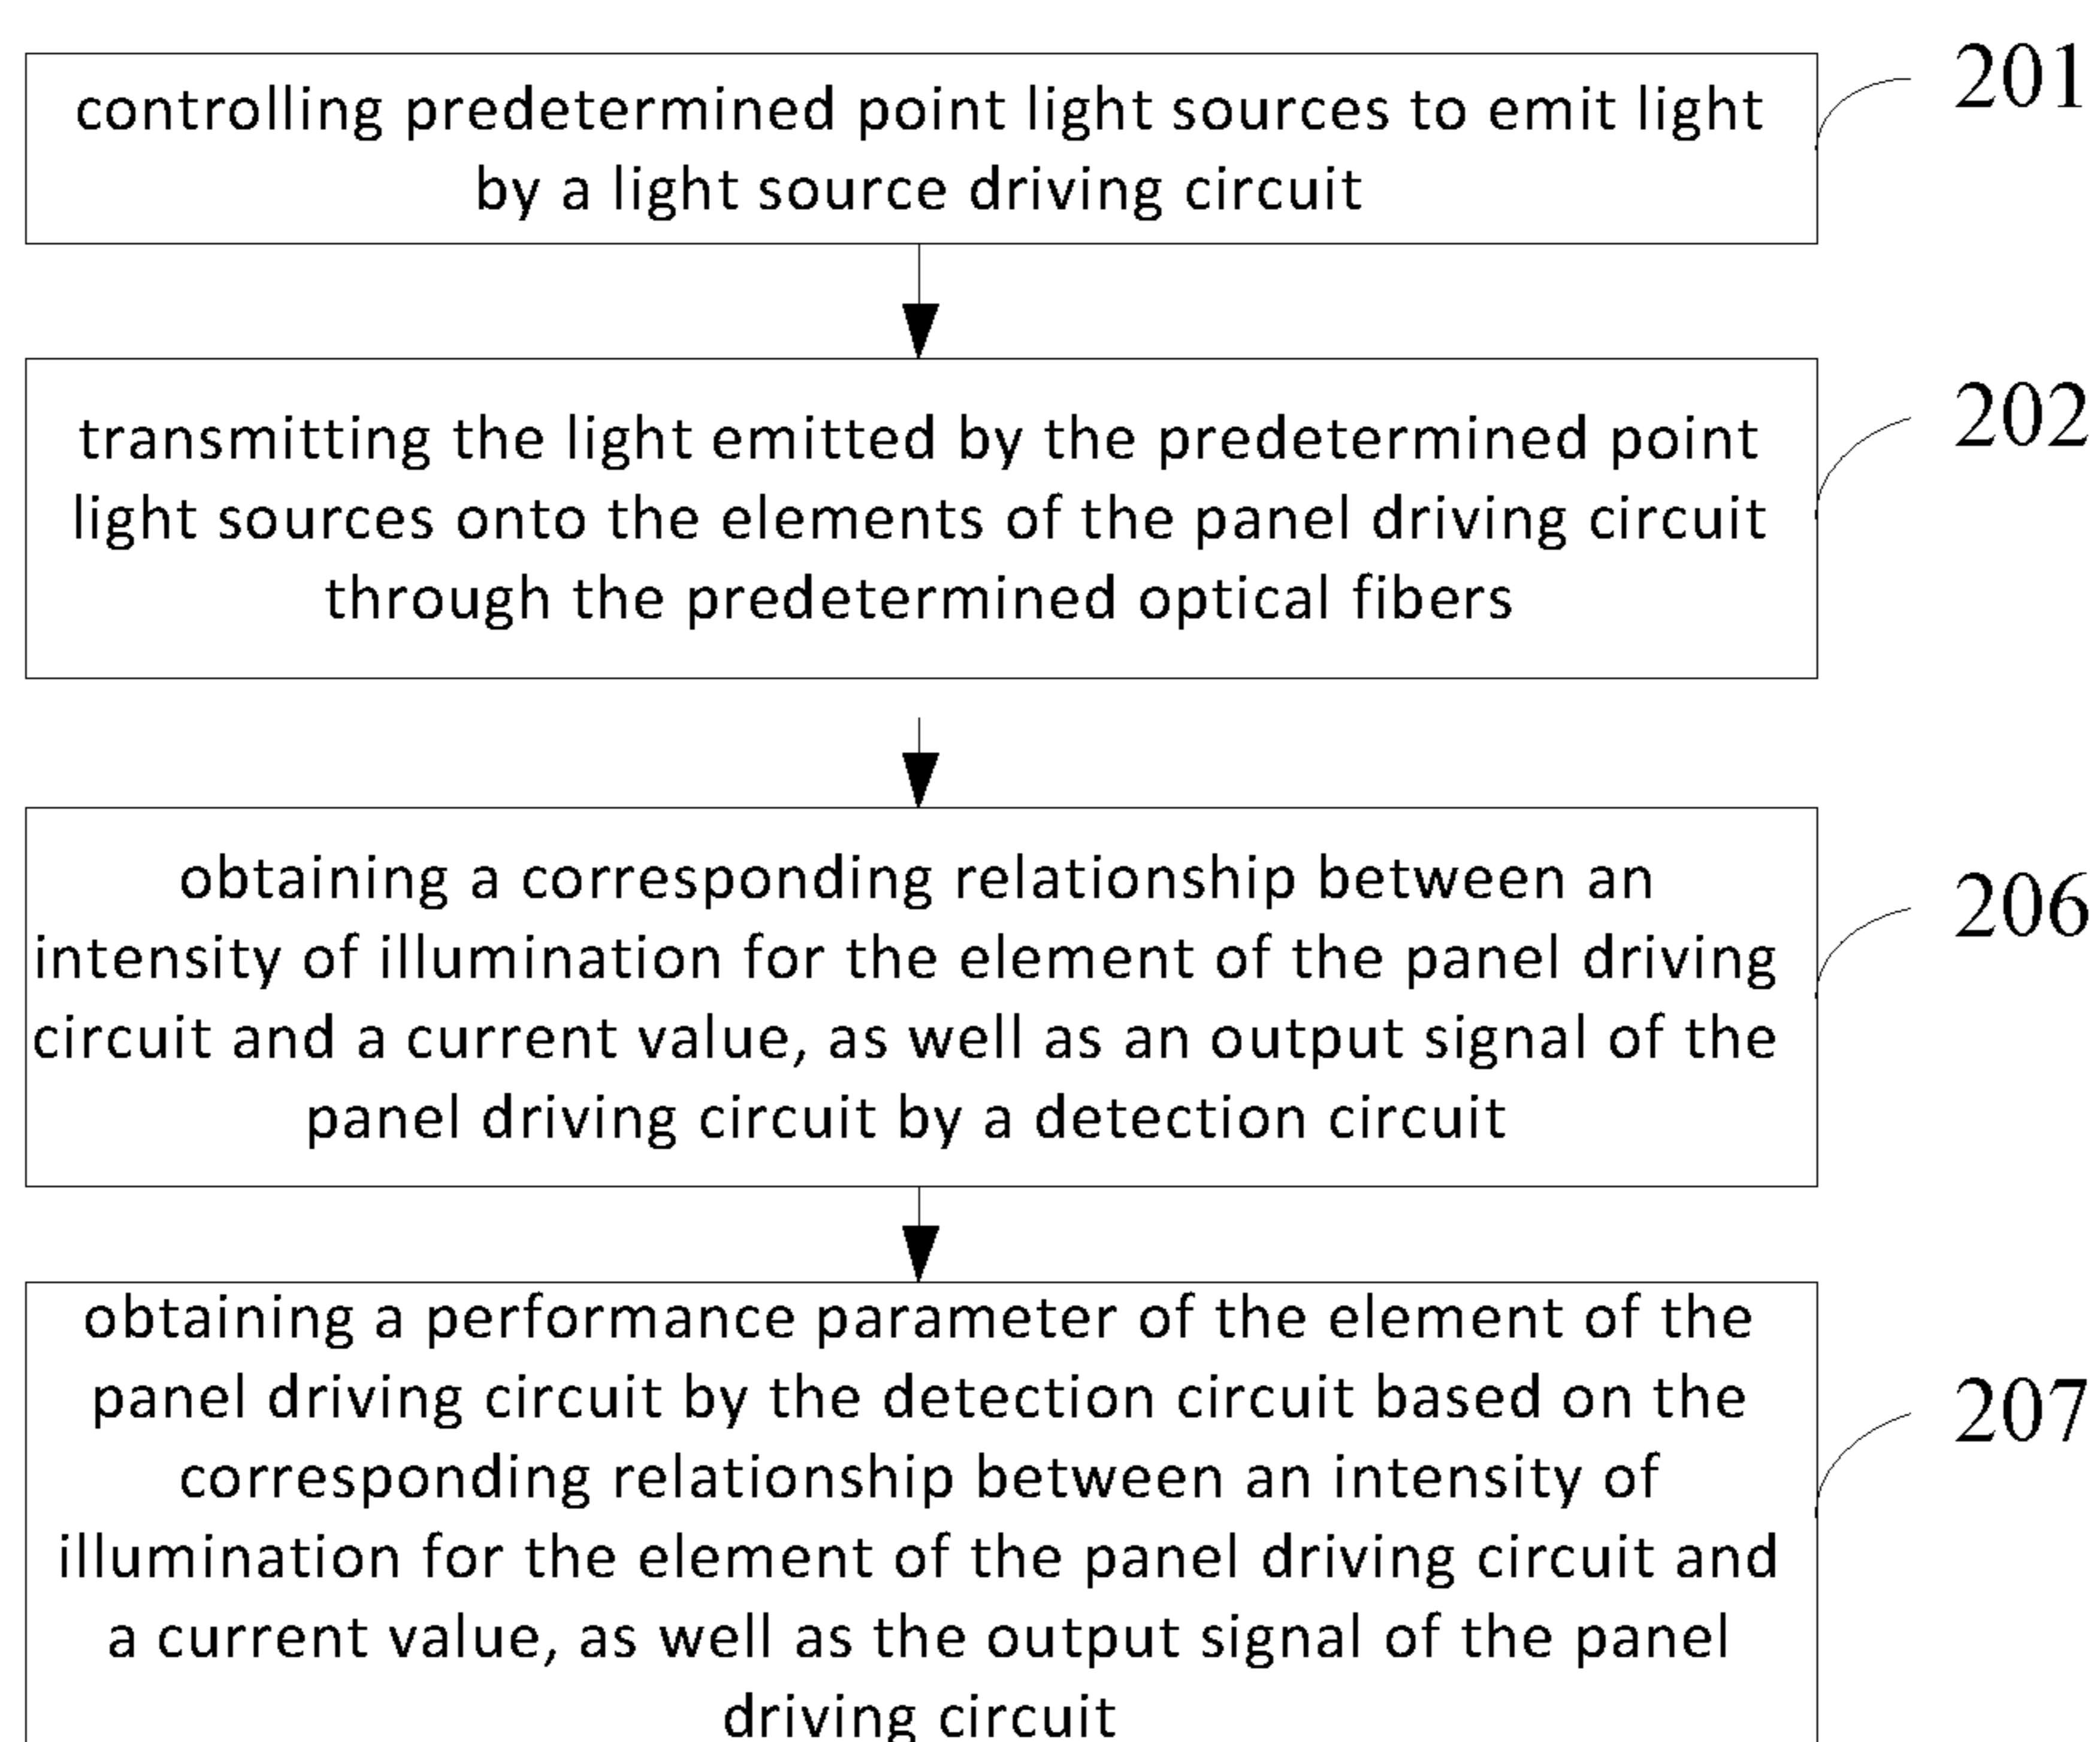 controlling predetermined point light sources to emit light
by a light source driving circuit
201
transmitting the light emitted by the predetermined point
light sources onto the elements of the panel driving circuit
through the predetermined optical fibers
202
obtaining a corresponding relationship between an
intensity of illumination for the element of the panel driving
circuit and a current value, as well as an output signal of the
panel driving circuit by a detection circuit
206
obtaining a performance parameter of the element of the
panel driving circuit by the detection circuit based on the
corresponding relationship between an intensity of
illumination for the element of the panel driving circuit and
a current value, as well as the output signal of the panel
driving circuit
207